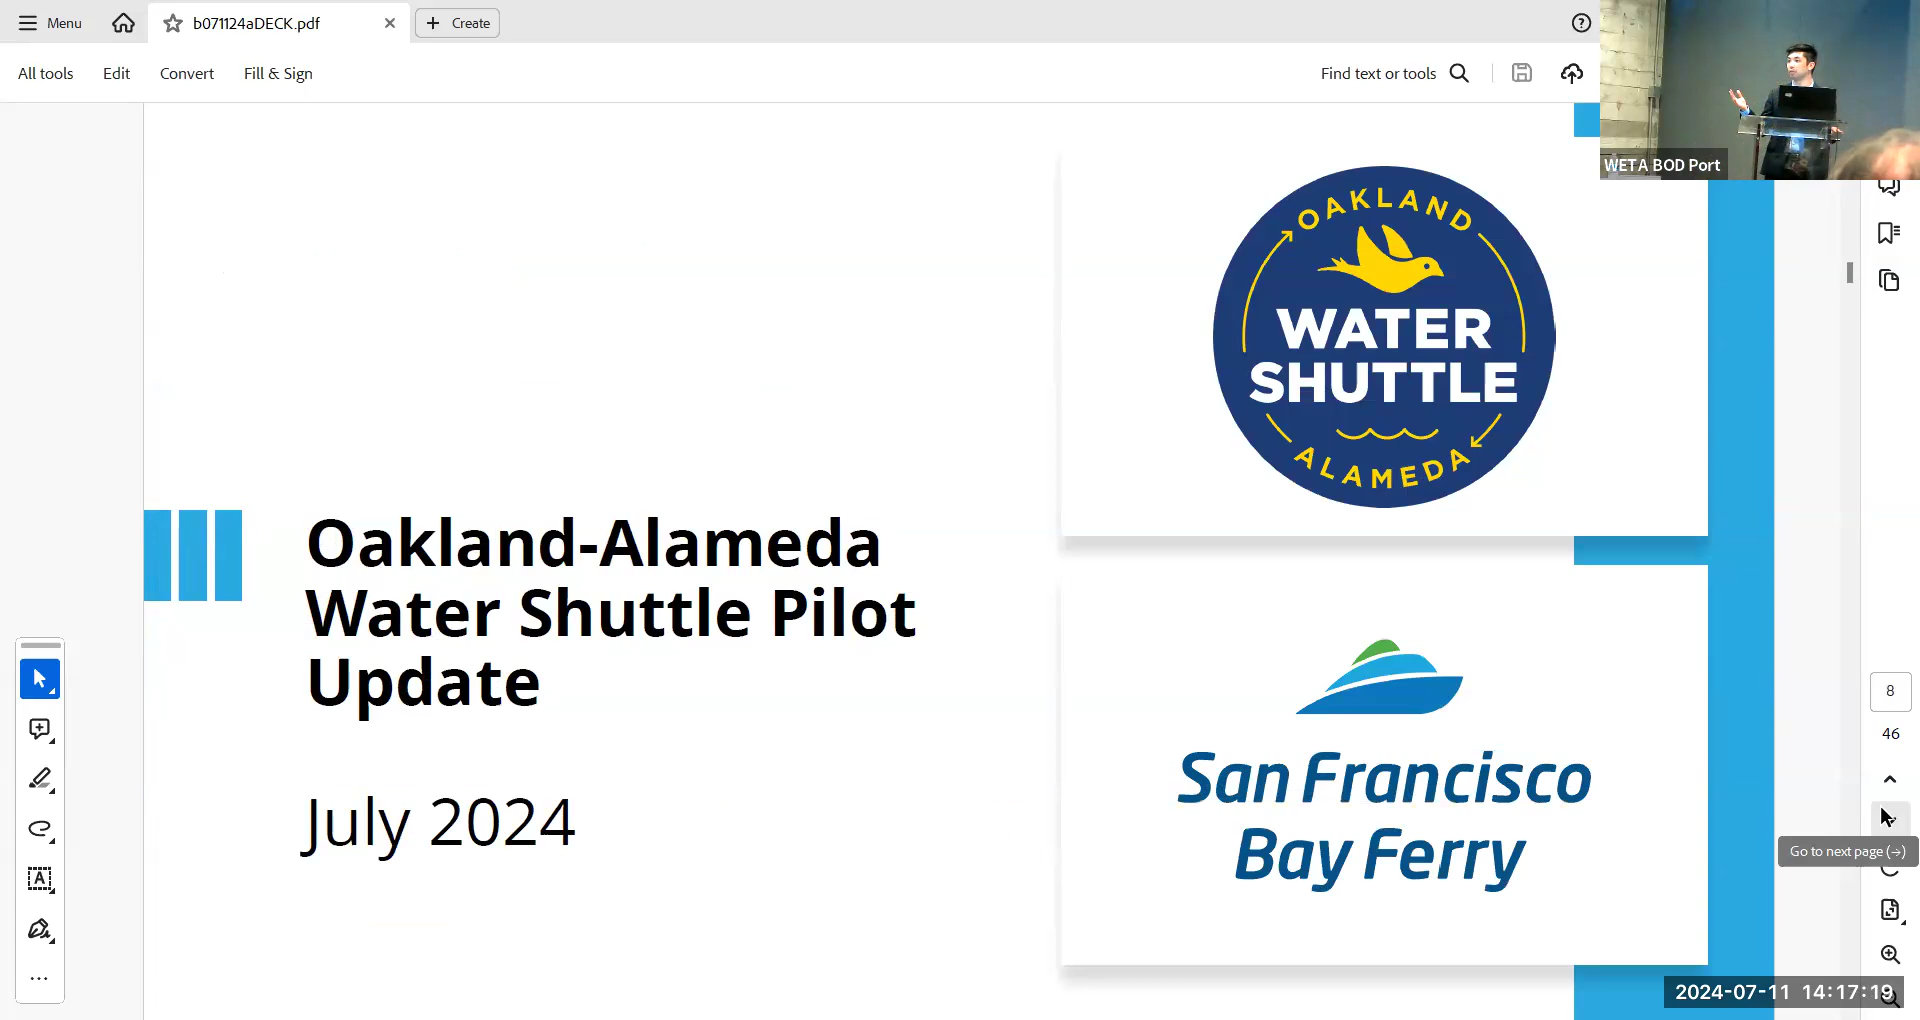 Menu
b071124aDECK.pdf
Create
All tools
Edit
Convert
Fill & Sign
Find text or tools
WETA BOD Port
OAKLAND
WATER
SHUTTLE
ALAMEDA
Oakland-Alameda
Water Shuttle Pilot
Update
July 2024
San Francisco
Bay Ferry
8
46
Go to next page (→)
2024-07-11 14:17:19